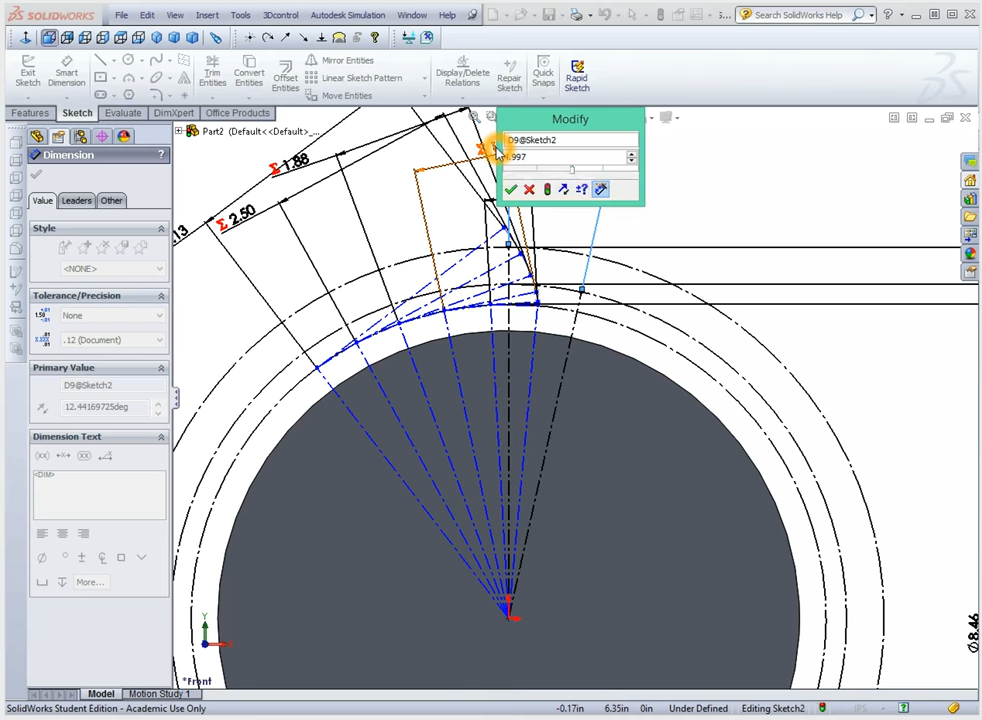 SOLIDWORKS
File
Edit
View
Insert
Tools
3Dcontrol
Autodesk Simulation
Window
Help
S...
Search SolidWorks
Exit Sketch
Smart Dimension
Trim Entities
Convert Entities
Offset Entities
Mirror Entities
Linear Sketch Pattern
Move Entities
Display/Delete Relations
Repair Sketch
Quick Snaps
Rapid Sketch
Features
Sketch
Evaluate
DimXpert
Office Products
Part2 (Default<<Default>_...
Dimension
Value
Leaders
Other
Style
<NONE>
Tolerance/Precision
None
.12 (Document)
Primary Value
D9@Sketch2
12.44169725deg
Dimension Text
<DIM>
More...
Modify
D9@Sketch2
.997
Σ 1.88
Σ 2.50
.13
Ø8.46
Y
*Front
Model
Motion Study 1
SolidWorks Student Edition - Academic Use Only
-0.17in
6.35in
0in
Under Defined
Editing Sketch2
IPS